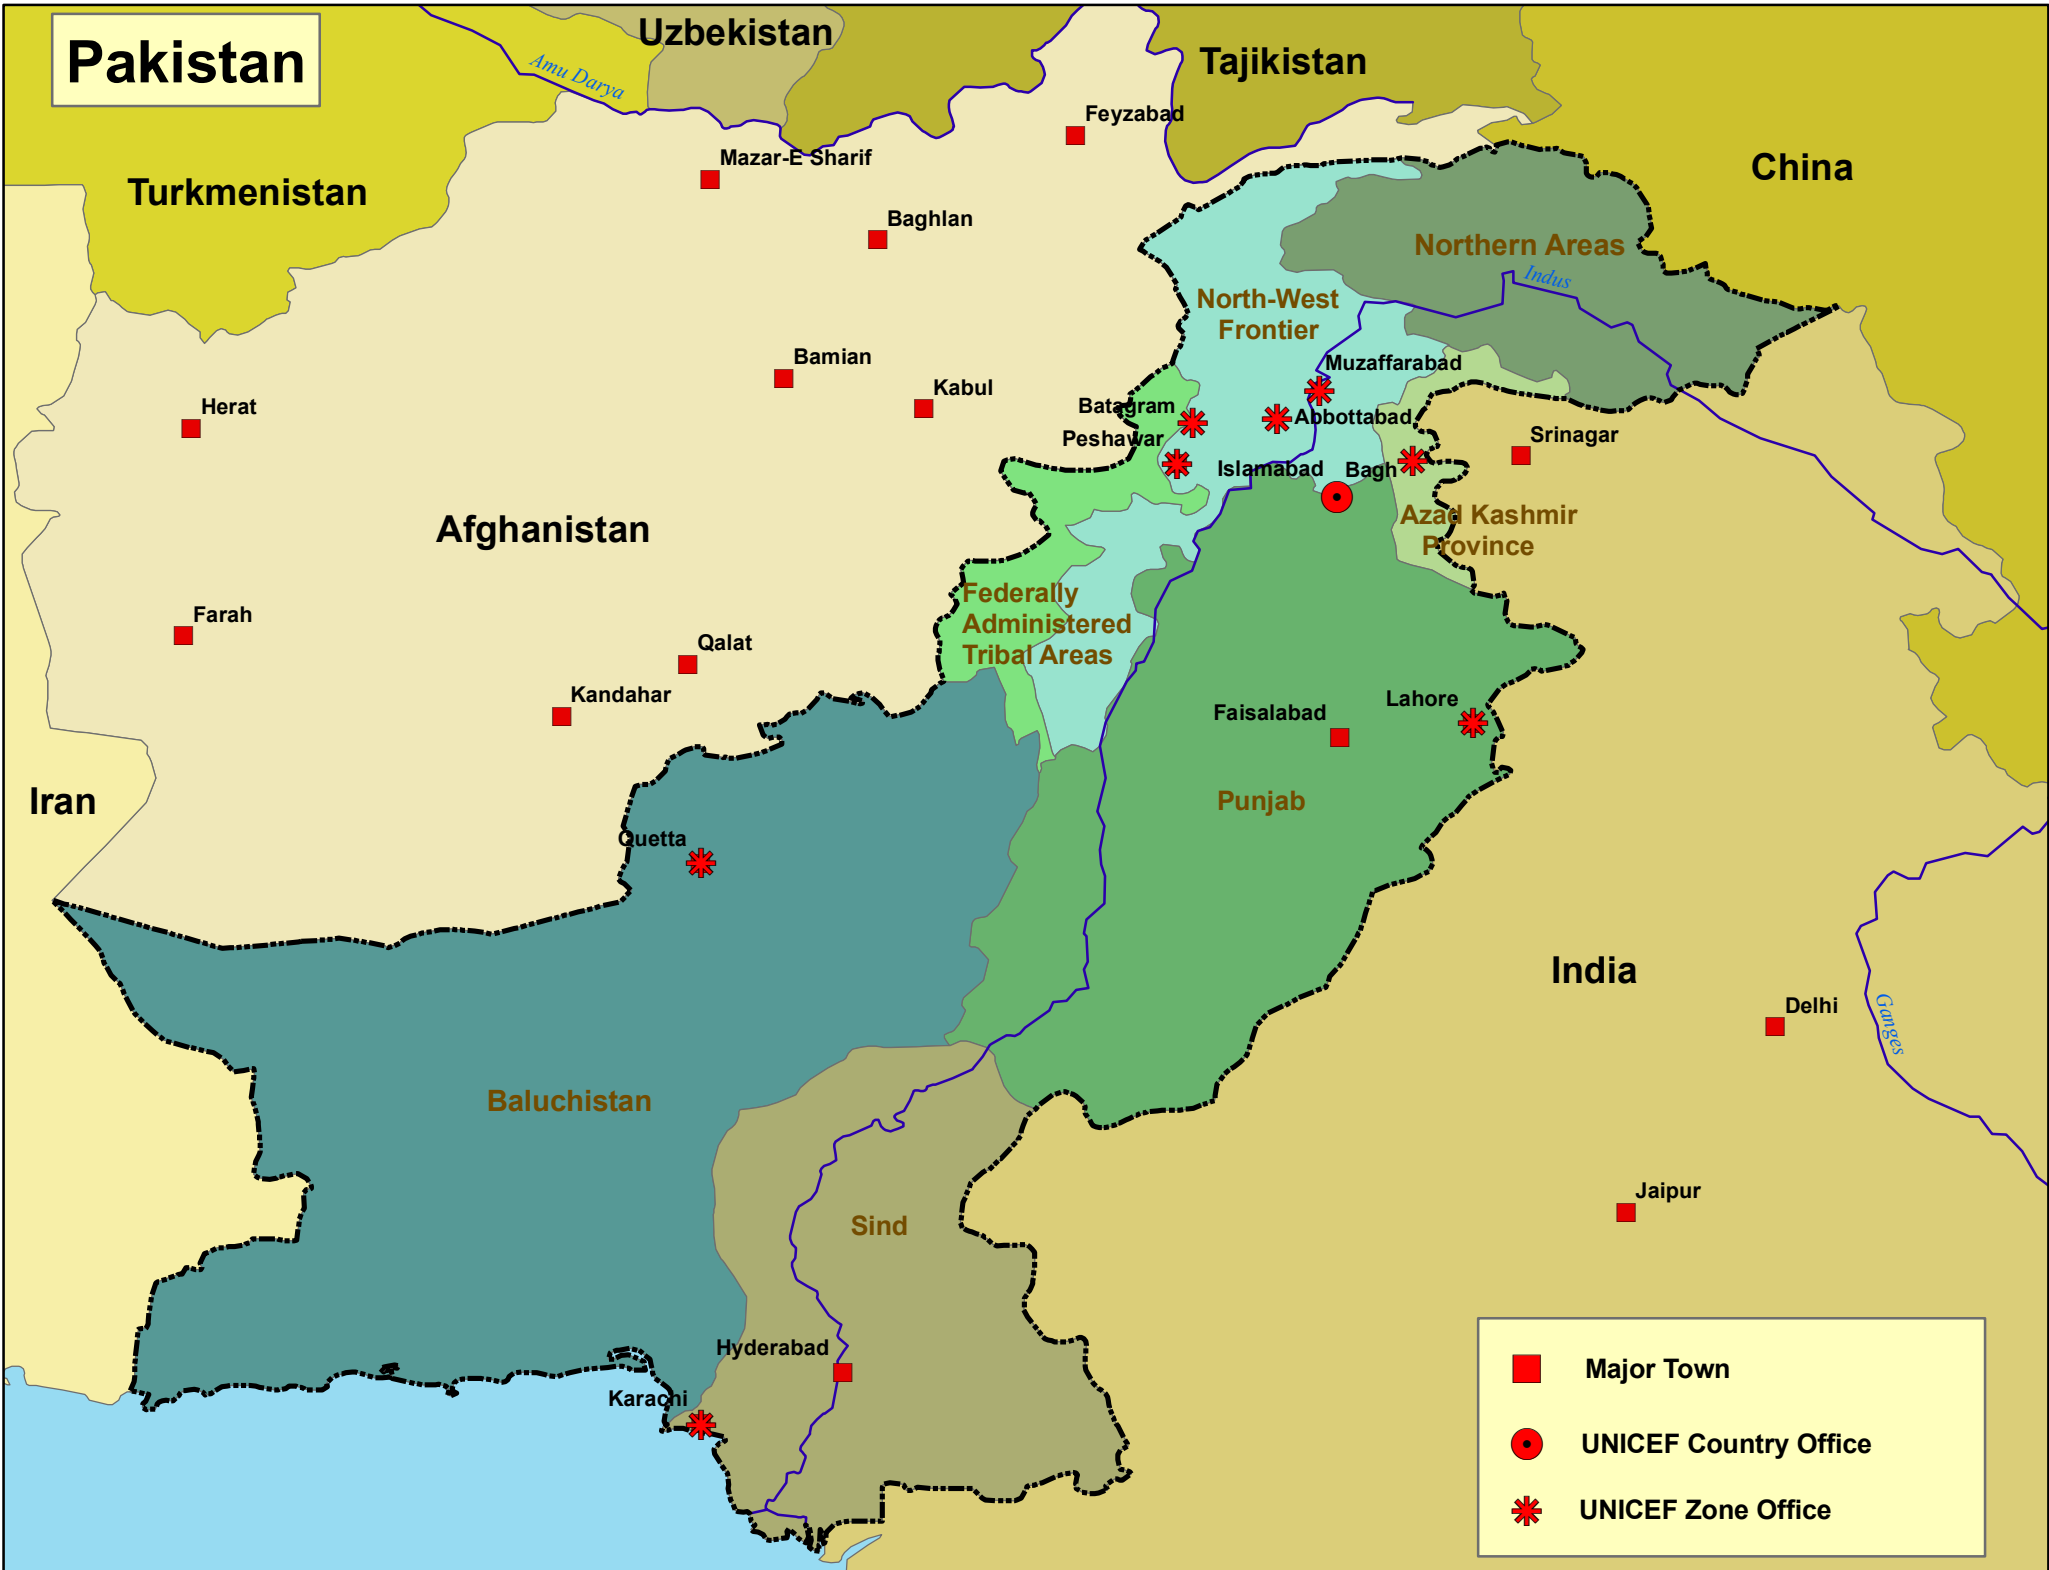 Pakistan
Uzbekistan
Tajikistan
Amu Darya
Feyzabad
Mazar-E Sharif
China
Turkmenistan
Baghlan
Northern Areas
Indus
North-West
Frontier
Bamian
Muzaffarabad
Kabul
Herat
Batagram
Abbottabad
Peshawar
Srinagar
Islamabad
Bagh
Afghanistan
Azad Kashmir
Province
Federally
Administered
Tribal Areas
Farah
Qalat
Kandahar
Lahore
Faisalabad
Iran
Punjab
Quetta
India
Delhi
Ganges
Baluchistan
Jaipur
Sind
Hyderabad
Karachi
Major Town
UNICEF Country Office
UNICEF Zone Office